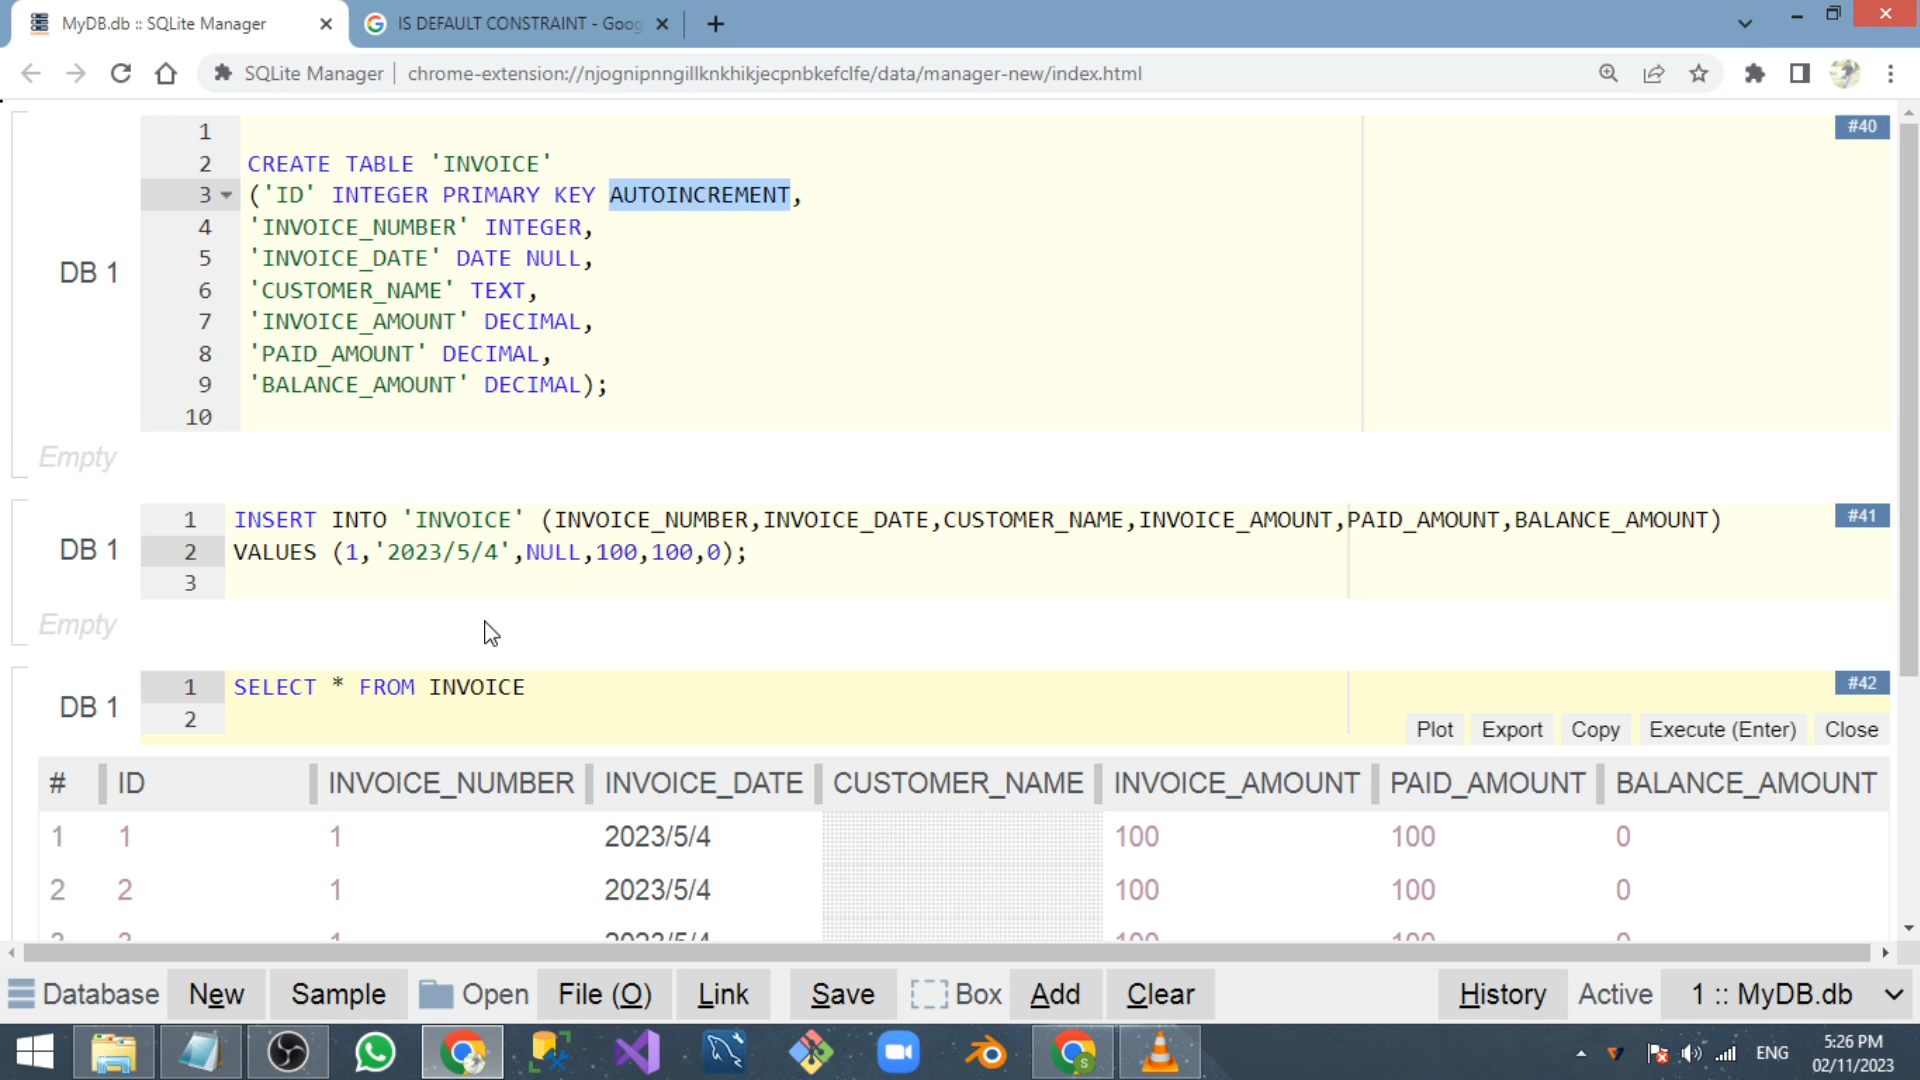 MyDB.db :: SQLite Manager
IS DEFAULT CONSTRAINT - Goog
SQLite Manager | chrome-extension://njognipnngillknkhikjecpnbkefclfe/data/manager-new/index.html
DB 1
#40
1
2 CREATE TABLE 'INVOICE'
3 ('ID' INTEGER PRIMARY KEY AUTOINCREMENT,
4 'INVOICE_NUMBER' INTEGER,
5 'INVOICE_DATE' DATE NULL,
6 'CUSTOMER_NAME' TEXT,
7 'INVOICE_AMOUNT' DECIMAL,
8 'PAID_AMOUNT' DECIMAL,
9 'BALANCE_AMOUNT' DECIMAL);
10
Empty
DB 1
#41
1 INSERT INTO 'INVOICE' (INVOICE_NUMBER,INVOICE_DATE,CUSTOMER_NAME,INVOICE_AMOUNT,PAID_AMOUNT,BALANCE_AMOUNT)
2 VALUES (1,'2023/5/4',NULL,100,100,0);
3
Empty
DB 1
#42
1 SELECT * FROM INVOICE
2
Plot Export Copy Execute (Enter) Close
# ID INVOICE_NUMBER INVOICE_DATE CUSTOMER_NAME INVOICE_AMOUNT PAID_AMOUNT BALANCE_AMOUNT
1 1 1 2023/5/4 100 100 0
2 2 1 2023/5/4 100 100 0
Database New Sample Open File (O) Link Save Box Add Clear History Active 1 :: MyDB.db
ENG
5:26 PM
02/11/2023